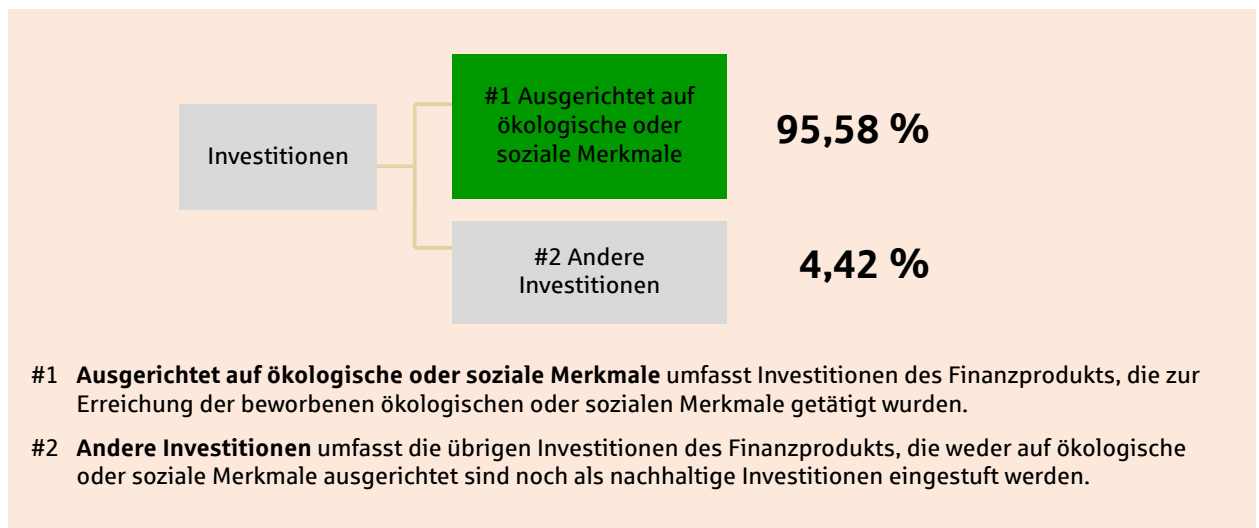 #1 Ausgerichtet auf
ökologische oder
soziale Merkmale
95,58 %
Investitionen
#2 Andere
Investitionen
4,42 %
#1 Ausgerichtet auf ökologische oder soziale Merkmale umfasst Investitionen des Finanzprodukts, die zur
Erreichung der beworbenen ökologischen oder sozialen Merkmale getätigt wurden.
#2 Andere Investitionen umfasst die übrigen Investitionen des Finanzprodukts, die weder auf ökologische
oder soziale Merkmale ausgerichtet sind noch als nachhaltige Investitionen eingestuft werden.